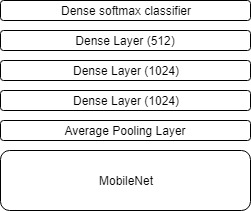 Dense softmax classifier
Dense Layer (512)
Dense Layer (1024)
Dense Layer (1024)
Average Pooling Layer
MobileNet